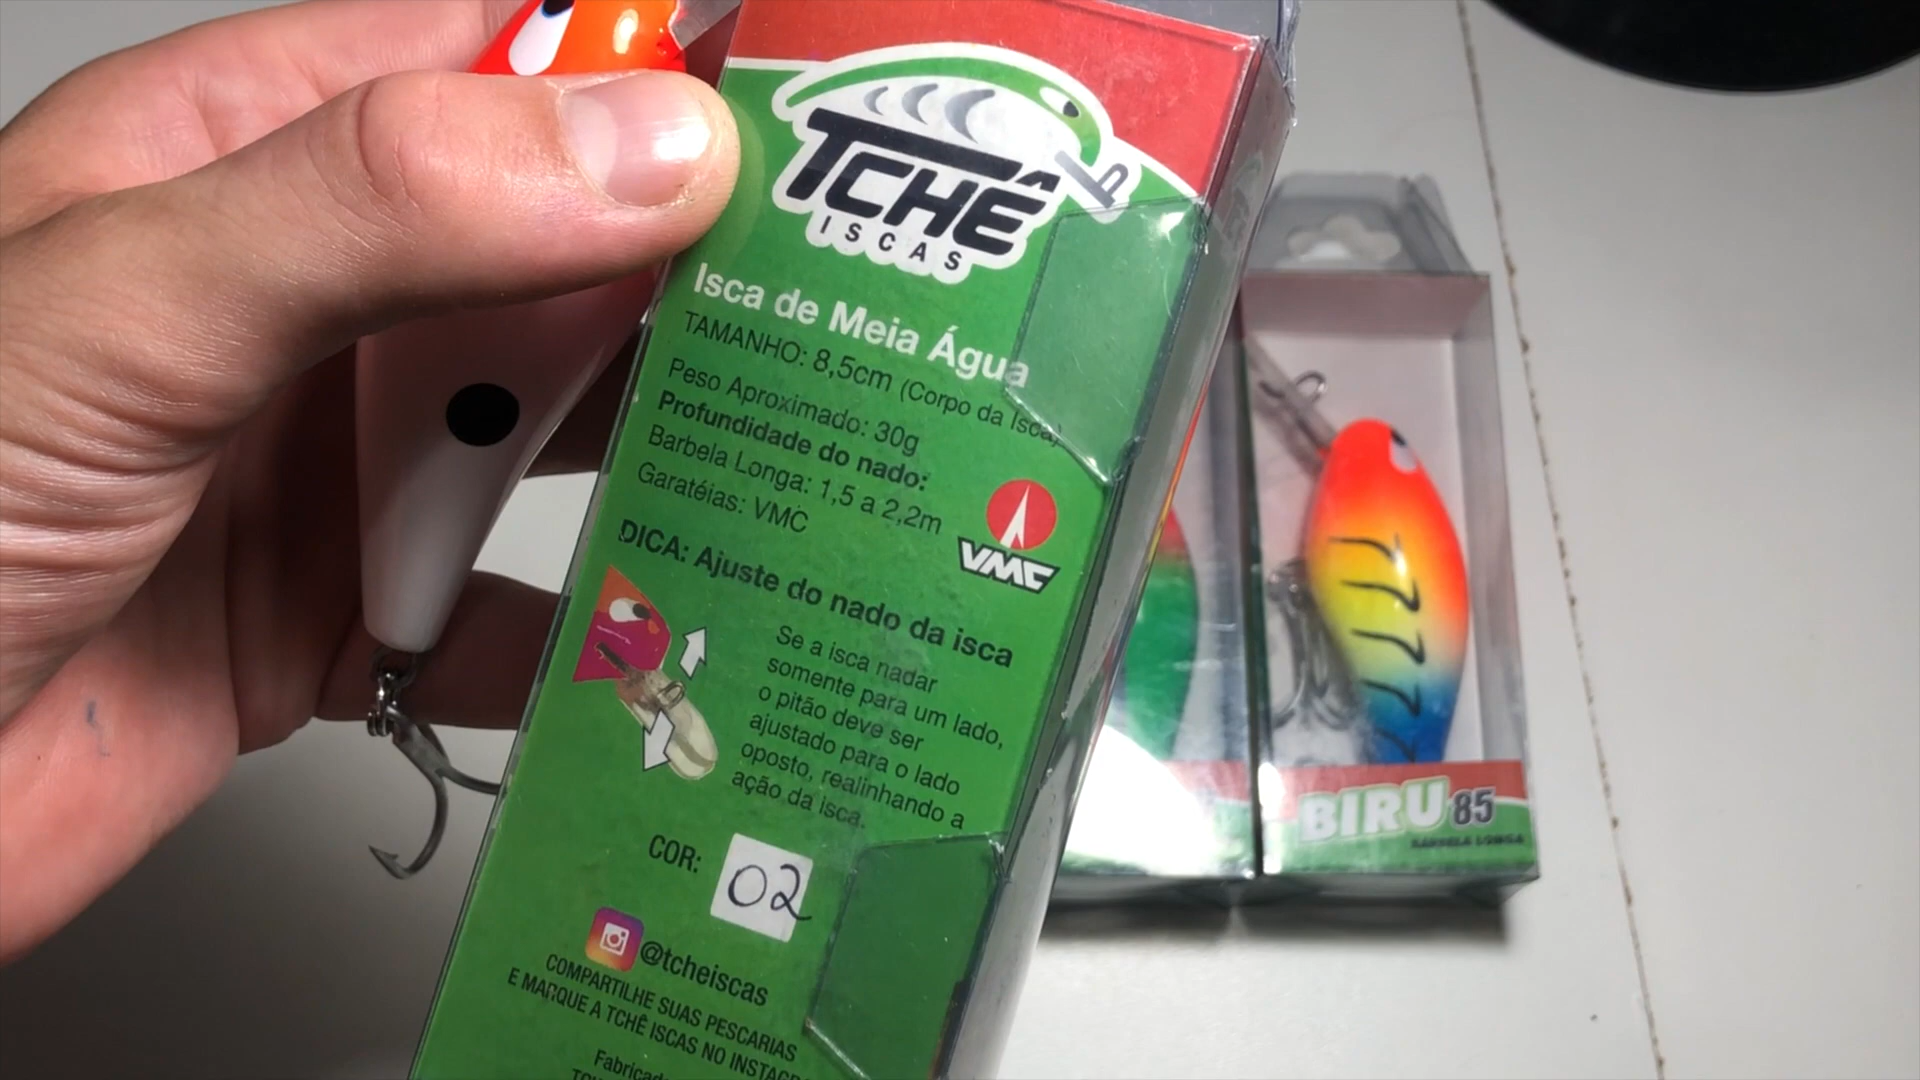 TCHÊ
ISCAS
Isca de Meia Água
TAMANHO: 8,5cm (Corpo da Isca)
Peso Aproximado: 30g
Profundidade do nado:
Barbela Longa: 1,5 a 2,2m
Garatéias: VMC
VMC
DICA: Ajuste do nado da isca
Se a isca nadar
somente para um lado,
o pitão deve ser
ajustado para o lado
oposto, realinhando a
ação da isca.
COR: 02
@tcheiscas
COMPARTILHE SUAS PESCARIAS
E MARQUE A TCHÊ ISCAS NO
BIRU 85
BARBELA LONGA